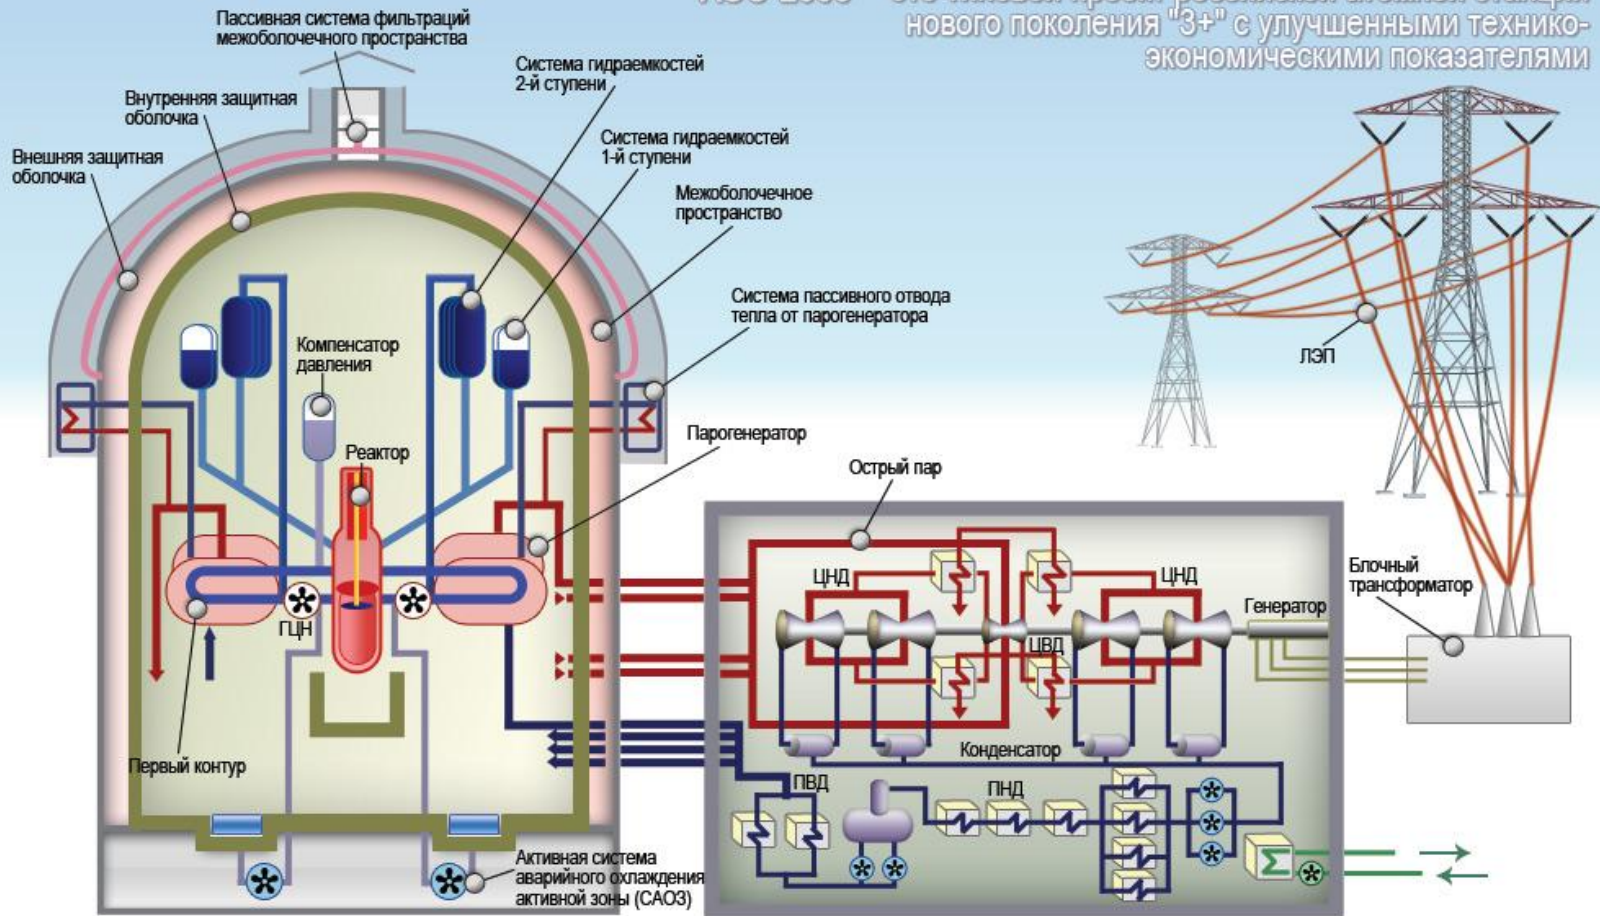 нового поколения "3+" с улучшенными технико-
экономическими показателями
Пассивная система фильтраций
межоболочечного пространства
Система гидраемкостей
2-й ступени
Внутренняя защитная
оболочка
Система гидраемкостей
1-й ступени
Внешняя защитная
оболочка
Межоболочечное
пространство
Система пассивного отвода
тепла от парогенератора
Компенсатор
давления
ЛЭП
Парогенератор
Реактор
Острый пар
Блочный
трансформатор
ЦНД
ЦНД
Генератор
ГЦН
ЦВД
Конденсатор
Первый контур
ПВД
ПНД
Активная система
аварийного охлаждения
активной зоны (САОЗ)